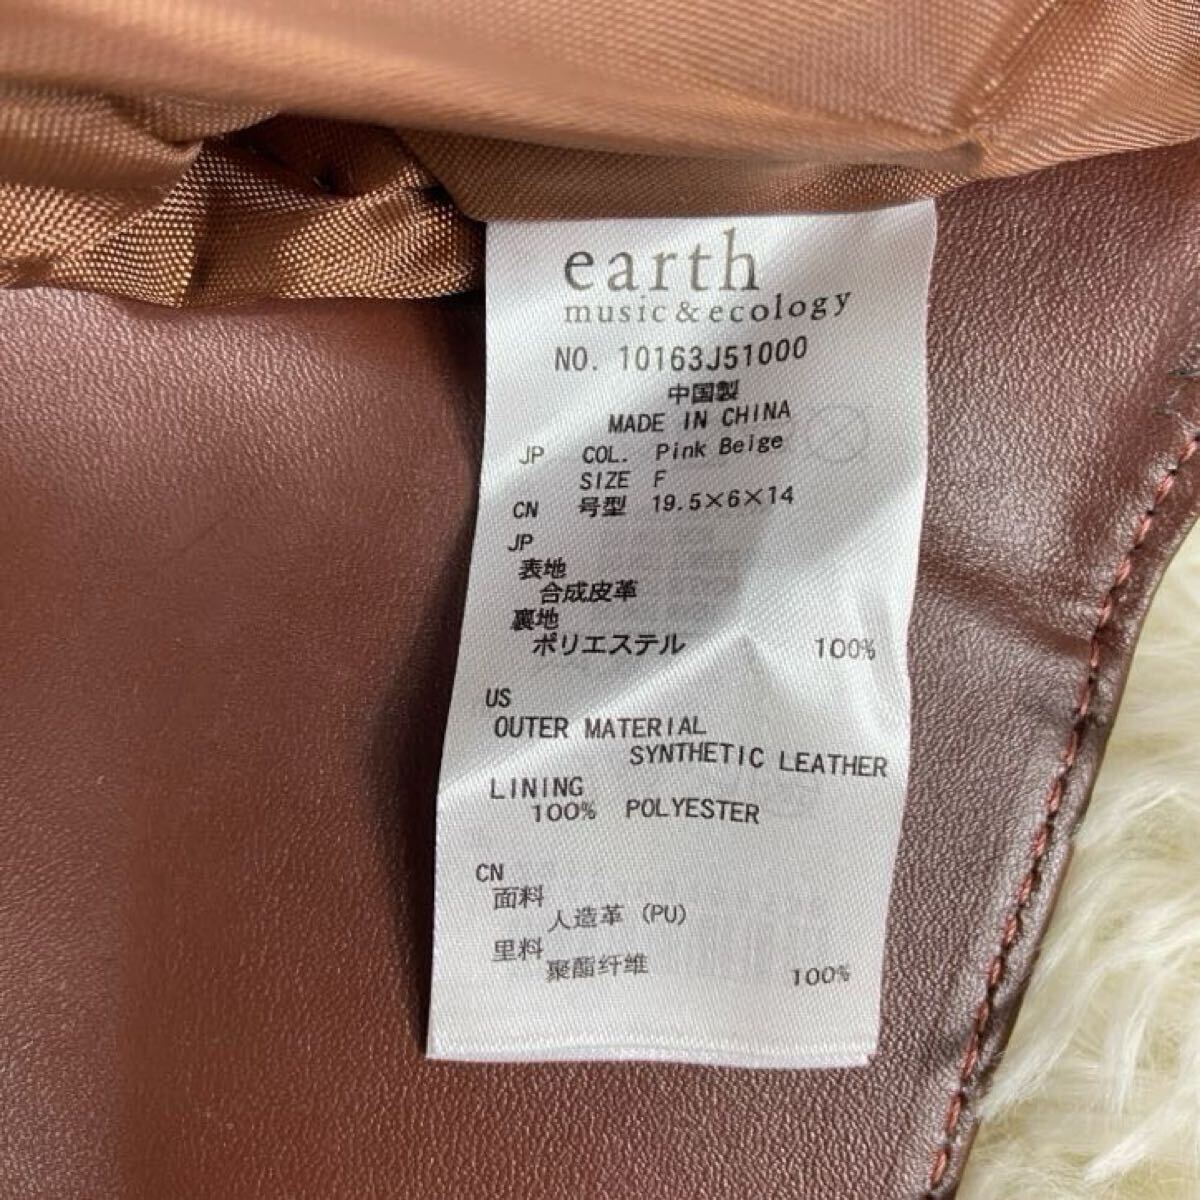 earth
music & ecology
NO. 10163J51000
中国製
MADE IN CHINA
JP COL. Pink Beige
SIZE F
CN 号型 19.5×6×14
JP
表地
合成皮革
裏地
ポリエステル 100%
US
OUTER MATERIAL
SYNTHETIC LEATHER
LINING
100% POLYESTER
CN
面料
人造革 (PU)
里料
聚酯纤维 100%